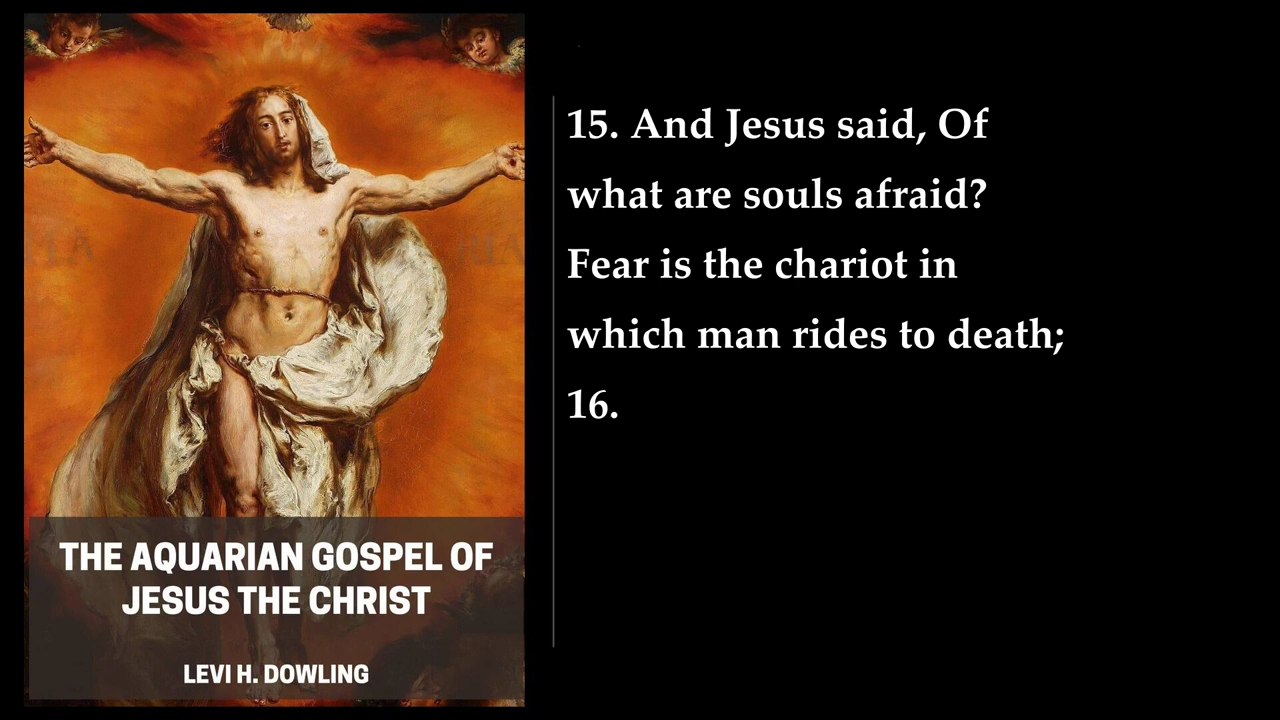 THE AQUARIAN GOSPEL OF
JESUS THE CHRIST
LEVI H. DOWLING
15. And Jesus said, Of
what are souls afraid?
Fear is the chariot in
which man rides to death;
16.